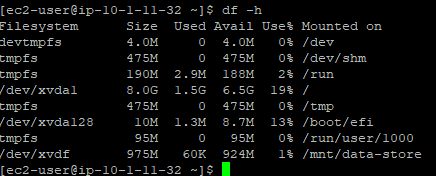 [ec2-user@ip-10-1-11-32 ~]$ df -h
Filesystem      Size  Used Avail Use% Mounted on
devtmpfs        4.0M     0  4.0M   0% /dev
tmpfs           475M     0  475M   0% /dev/shm
tmpfs           190M  2.9M  188M   2% /run
/dev/xvda1      8.0G  1.5G  6.5G  19% /
tmpfs           475M     0  475M   0% /tmp
/dev/xvda128     10M  1.3M  8.7M  13% /boot/efi
tmpfs            95M     0   95M   0% /run/user/1000
/dev/xvdf       975M   60K  924M   1% /mnt/data-store
[ec2-user@ip-10-1-11-32 ~]$